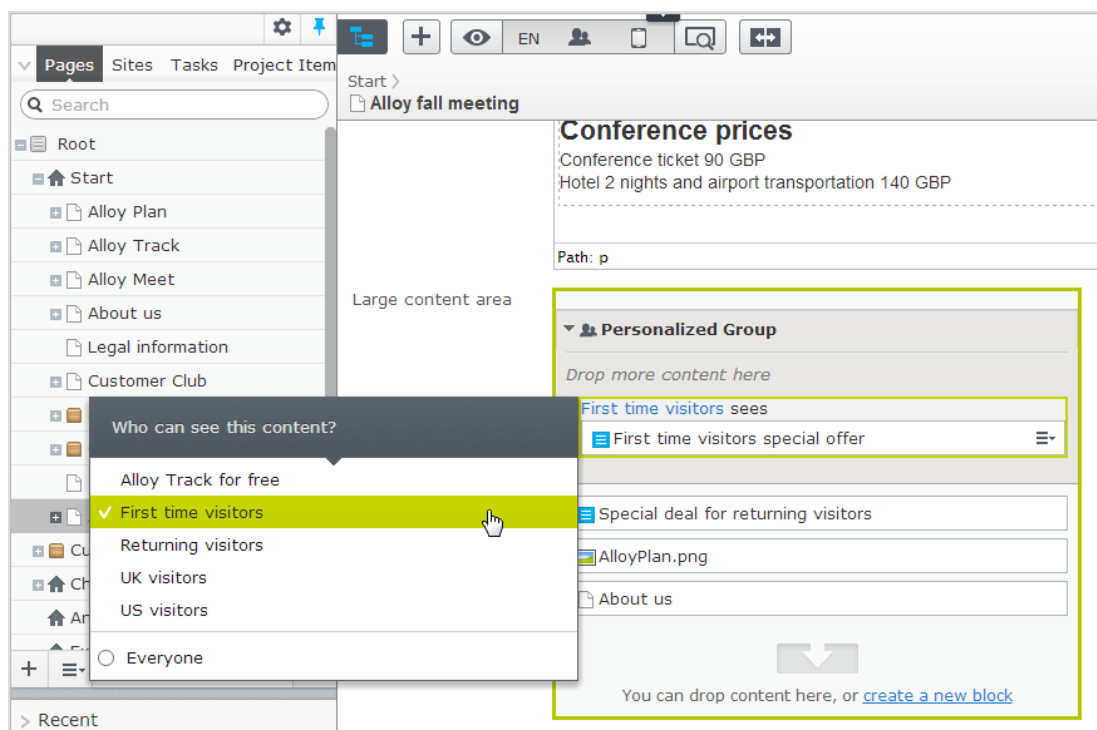 EN
Pages Sites Tasks Project Item
Search
Root
Start
Alloy Plan
Alloy Track
Alloy Meet
About us
Legal information
Customer Club
Cu
Ch
Recent
Start
Alloy fall meeting
Conference prices
Conference ticket 90 GBP
Hotel 2 nights and airport transportation 140 GBP
Path: p
Large content area
Personalized Group
Drop more content here
First time visitors sees
First time visitors special offer
Special deal for returning visitors
AlloyPlan.png
About us
You can drop content here, or create a new block
Who can see this content?
Alloy Track for free
First time visitors
Returning visitors
UK visitors
US visitors
Everyone